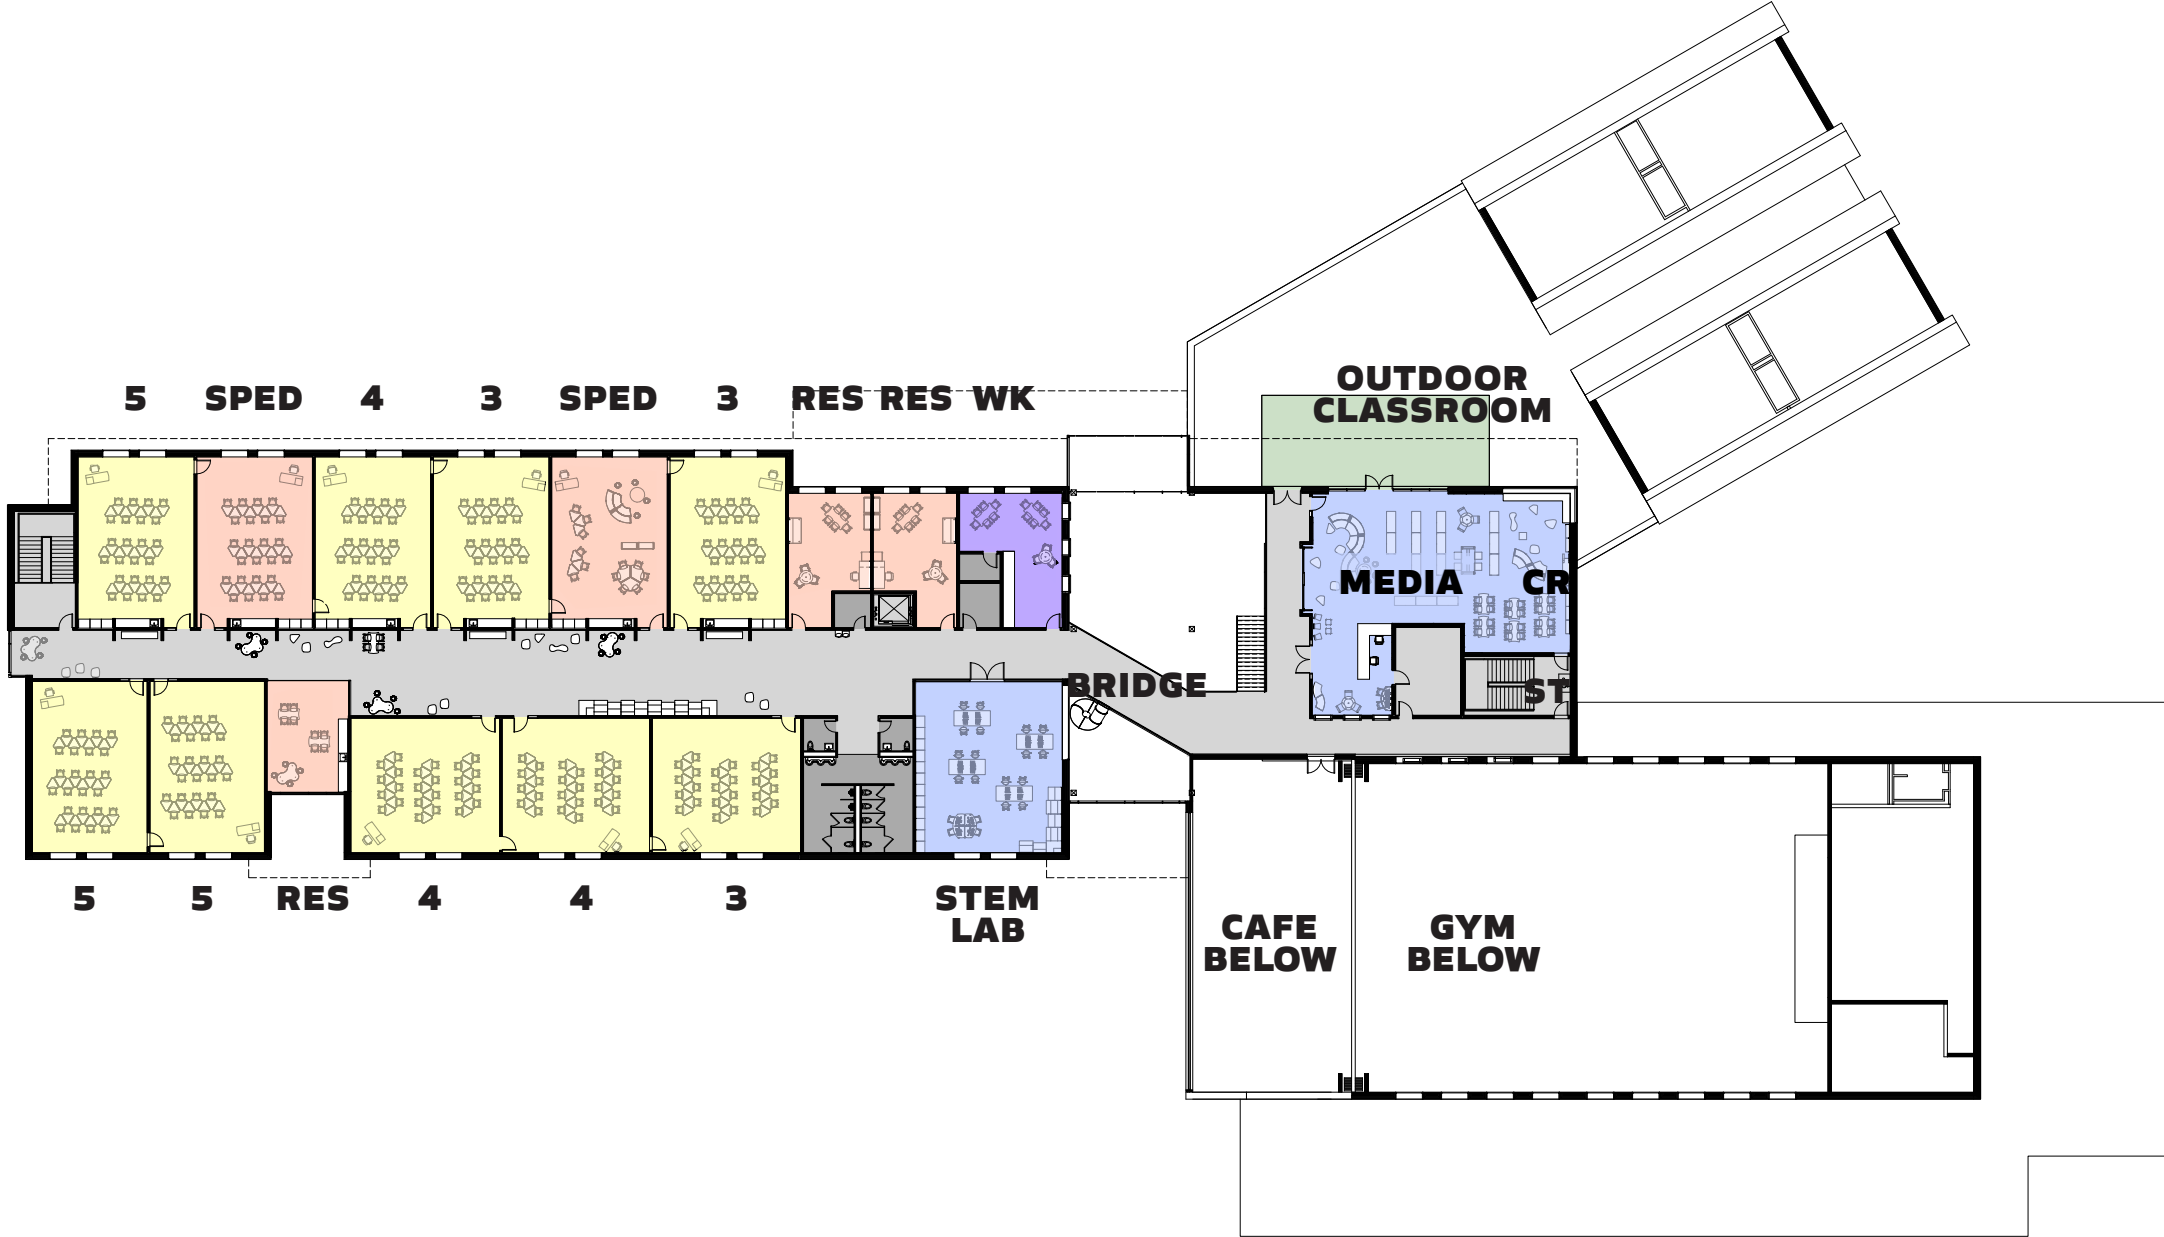 OUTDOOR
CLASSROOM
5 SPED 4 3 SPED 3 RES RES WK
MEDIA CR
BRIDGE ST
5 5 RES 4 4 3 STEM
LAB
CAFE
BELOW
GYM
BELOW